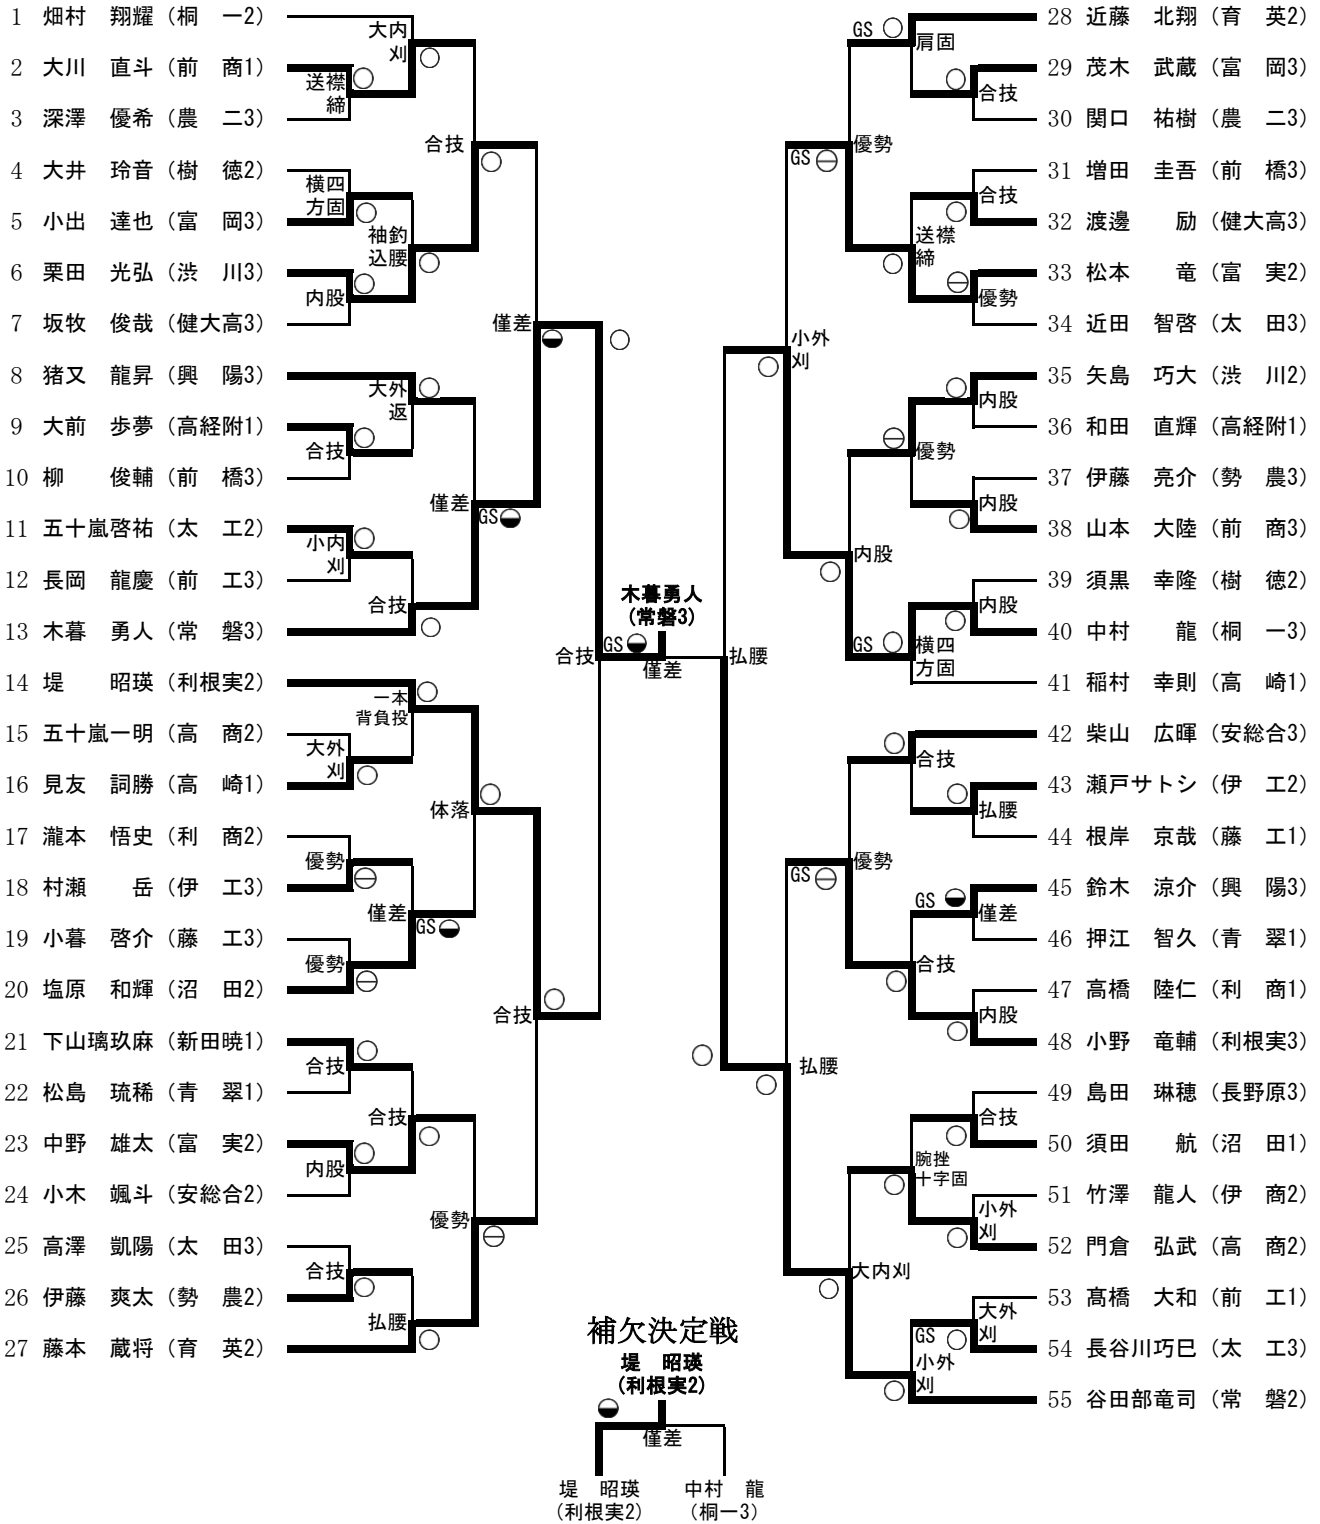 1 畑村 翔耀（桐 一2）
2 大川 直斗（前 商1）
3 深澤 優希（農 二3）
4 大井 玲音（樹 徳2）
5 小出 達也（富 岡3）
6 栗田 光弘（渋 川3）
7 坂牧 俊哉（健大高3）
8 猪又 龍昇（興 陽3）
9 大前 歩夢（高経附1）
10 柳 俊輔（前 橋3）
11 五十嵐啓祐（太 工2）
12 長岡 龍慶（前 工3）
13 木暮 勇人（常 磐3）
14 堤 昭瑛（利根実2）
15 五十嵐一明（高 商2）
16 見友 詞勝（高 崎1）
17 瀧本 悟史（利 商2）
18 村瀬 岳（伊 工3）
19 小暮 啓介（藤 工3）
20 塩原 和輝（沼 田2）
21 下山璃玖麻（新田暁1）
22 松島 琉稀（青 翠1）
23 中野 雄太（富 実2）
24 小木 颯斗（安総合2）
25 高澤 凱陽（太 田3）
26 伊藤 爽太（勢 農2）
27 藤本 蔵将（育 英2）
送襟
締
横四
方固
内股
合技
小内
刈
大外
刈
優勢
優勢
合技
内股
合技
大内
刈
袖釣
込腰
大外
返
合技
一本
背負投
僅差
GS
合技
払腰
合技
僅差
GS
体落
優勢
僅差
合技
合技
GS
木暮勇人
(常磐3)
僅差
払腰
小外
刈
払腰
GS
優勢
内股
GS
優勢
大内刈
GS
肩固
送襟
締
優勢
GS
横四
方固
合技
合技
腕挫
十字固
小外
刈
合技
合技
優勢
内股
内股
内股
払腰
GS
僅差
内股
合技
小外
刈
GS
大外
刈
28 近藤 北翔（育 英2）
29 茂木 武蔵（富 岡3）
30 関口 祐樹（農 二3）
31 増田 圭吾（前 橋3）
32 渡邊 励（健大高3）
33 松本 竜（富 実2）
34 近田 智啓（太 田3）
35 矢島 巧大（渋 川2）
36 和田 直輝（高経附1）
37 伊藤 亮介（勢 農3）
38 山本 大陸（前 商3）
39 須黒 幸隆（樹 徳2）
40 中村 龍（桐 一3）
41 稲村 幸則（高 崎1）
42 柴山 広暉（安総合3）
43 瀬戸サトシ（伊 工2）
44 根岸 京哉（藤 工1）
45 鈴木 涼介（興 陽3）
46 押江 智久（青 翠1）
47 高橋 陸仁（利 商1）
48 小野 竜輔（利根実3）
49 島田 琳穂（長野原3）
50 須田 航（沼 田1）
51 竹澤 龍人（伊 商2）
52 門倉 弘武（高 商2）
53 髙橋 大和（前 工1）
54 長谷川巧巳（太 工3）
55 谷田部竜司（常 磐2）
補欠決定戦
堤 昭瑛
(利根実2)
僅差
堤 昭瑛 中村 龍
(利根実2) (桐一3)